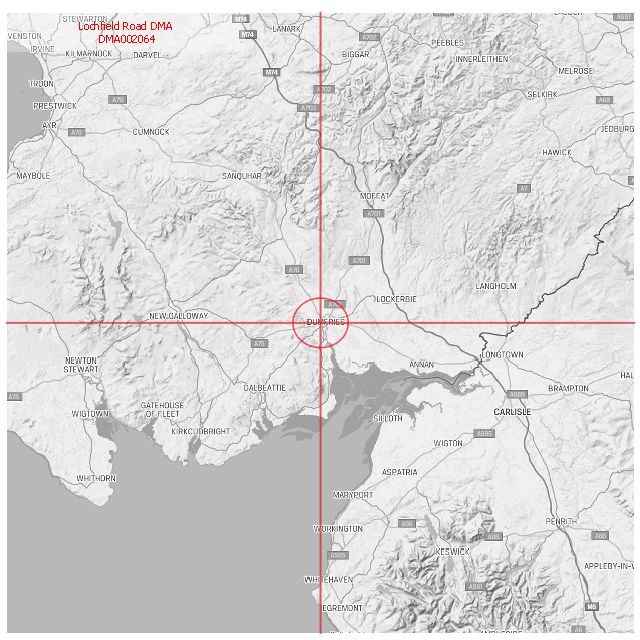 STEWARTON
Lochfield Road DMA
DMA002064
M74
LANARK
A702
PEEBLES
A697
VENSTON
IRVINE
KILMARNOCK
DARVEL
M74
BIGGAR
INNERLEITHEN
MELROSE
M74
TROON
A702
SELKIRK
A68
PRESTWICK
A76
A702
AYR
A70
CUMNOCK
JEDBURG
HAWICK
MAYBOLE
SANQUHAR
A7
MOFFAT
A701
A701
A76
LANGHOLM
LOCKERBIE
NEW GALLOWAY
DUMFRIES
A75
NEWTON
STEWART
LONGTOWN
ANNAN
HAL
DALBEATTIE
BRAMPTON
A75
A689
WIGTOWN
GATEHOUSE
OF FLEET
CARLISLE
SILLOTH
KIRKCUDBRIGHT
A595
WIGTON
ASPATRIA
WHITHORN
MARYPORT
WORKINGTON
A66
PENRITH
A66
A66
KESWICK
A595
APPLEBY-IN-W
WHITEHAVEN
A591
EGREMONT
M6
A6